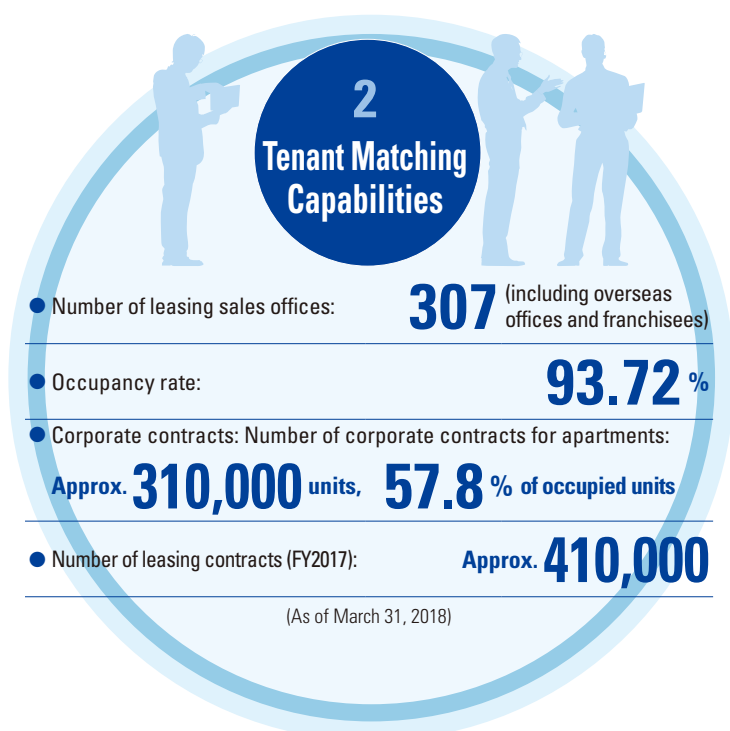 2
Tenant Matching
Capabilities
● Number of leasing sales offices: 307 (including overseas
offices and franchisees)
● Occupancy rate: 93.72 %
● Corporate contracts: Number of corporate contracts for apartments:
Approx. 310,000 units, 57.8 % of occupied units
● Number of leasing contracts (FY2017): Approx. 410,000
(As of March 31, 2018)